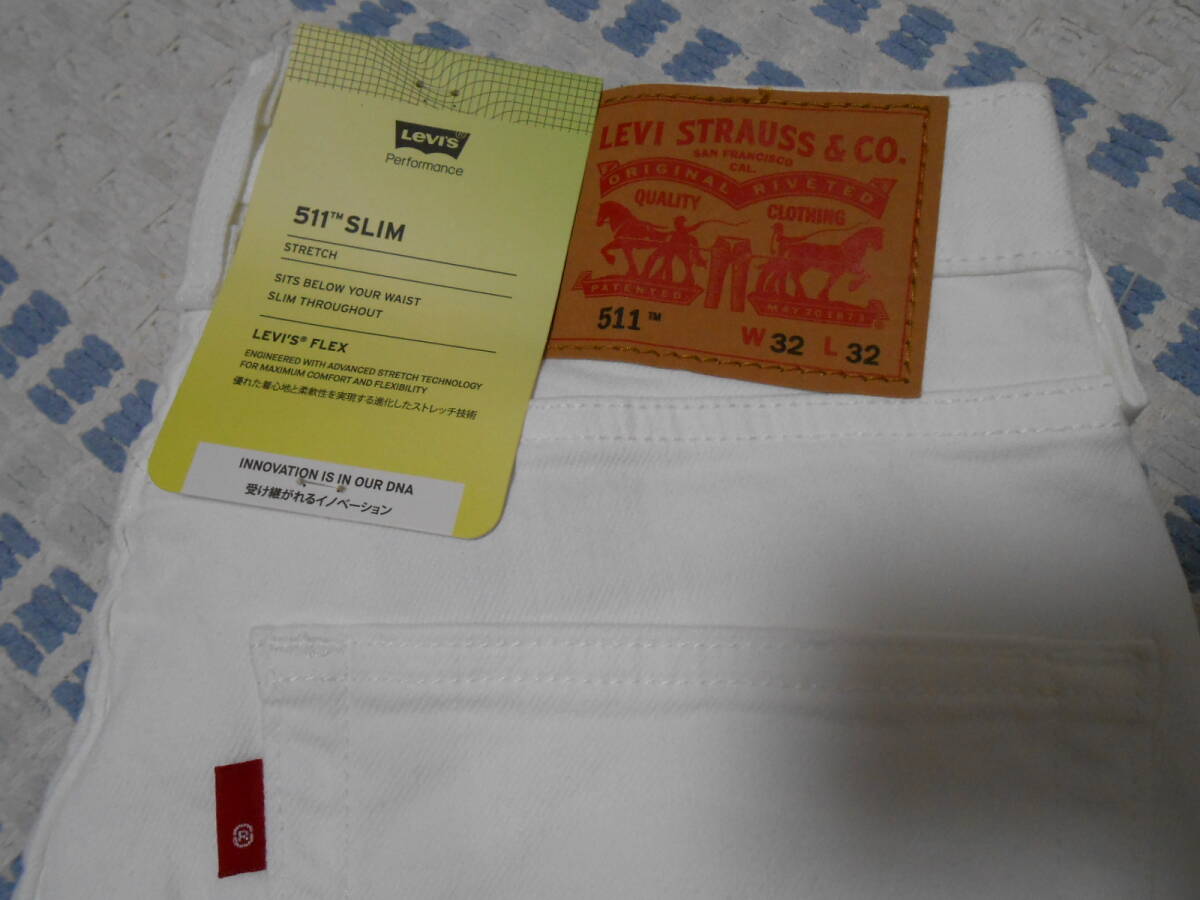 Levi's®
Performance
511™ SLIM
STRETCH
SITS BELOW YOUR WAIST
SLIM THROUGHOUT
LEVI'S® FLEX
ENGINEERED WITH ADVANCED STRETCH TECHNOLOGY
FOR MAXIMUM COMFORT AND FLEXIBILITY
優れた着心地と柔軟性を実現する進化したストレッチ技術
INNOVATION IS IN OUR DNA
受け継がれるイノベーション
LEVI STRAUSS & CO.
SAN FRANCISCO
CAL.
ORIGINAL RIVETED
QUALITY CLOTHING
PATENTED MAY 20 1873
511™
W 32 L 32
®